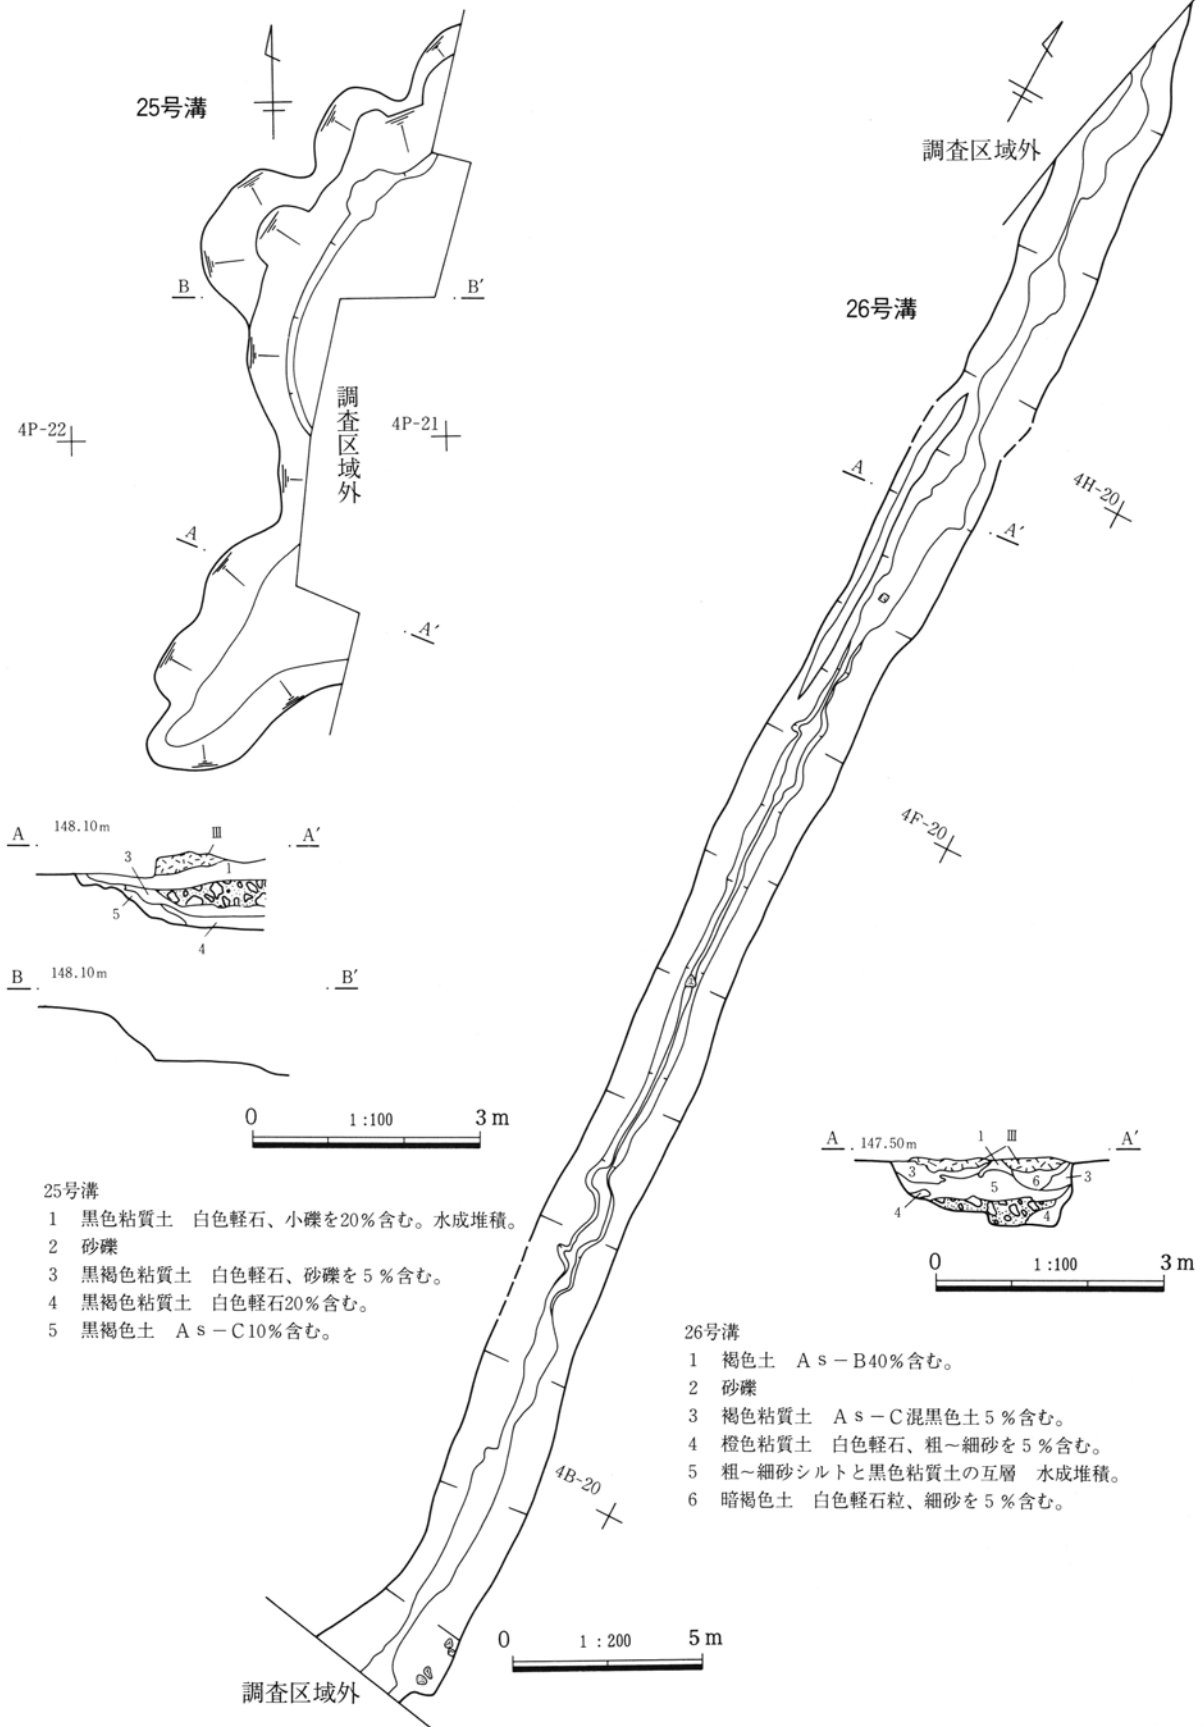 25号溝
B
B′
調査区域外
4P-22
4P-21
A
A′
A
148.10m
A′
Ⅲ
3
1
5
4
B
148.10m
B′
0
1:100
3m
25号溝
1 黒色粘質土 白色軽石、小礫を20%含む。水成堆積。
2 砂礫
3 黒褐色粘質土 白色軽石、砂礫を5%含む。
4 黒褐色粘質土 白色軽石20%含む。
5 黒褐色土 As-C10%含む。
調査区域外
26号溝
A
A′
4H-20
4F-20
4B-20
調査区域外
0
1:200
5m
A
147.50m
A′
1
Ⅲ
3
5
6
3
4
4
0
1:100
3m
26号溝
1 褐色土 As-B40%含む。
2 砂礫
3 褐色粘質土 As-C混黒色土5%含む。
4 橙色粘質土 白色軽石、粗~細砂を5%含む。
5 粗~細砂シルトと黒色粘質土の互層 水成堆積。
6 暗褐色土 白色軽石粒、細砂を5%含む。